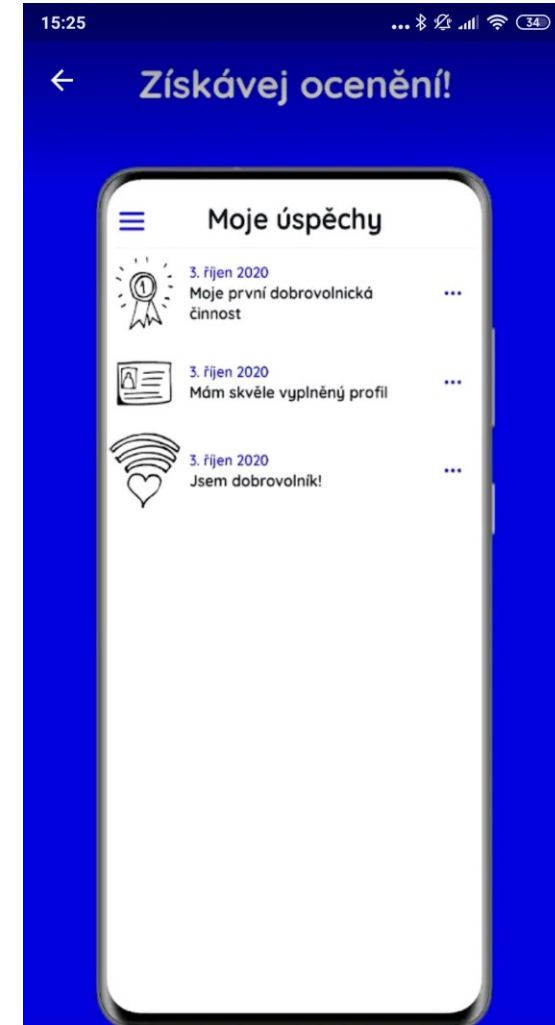 15:25
34
Získávej ocenění!
Moje úspěchy
3. říjen 2020
Moje první dobrovolnická
činnost
3. říjen 2020
Mám skvěle vyplněný profil
3. říjen 2020
Jsem dobrovolník!